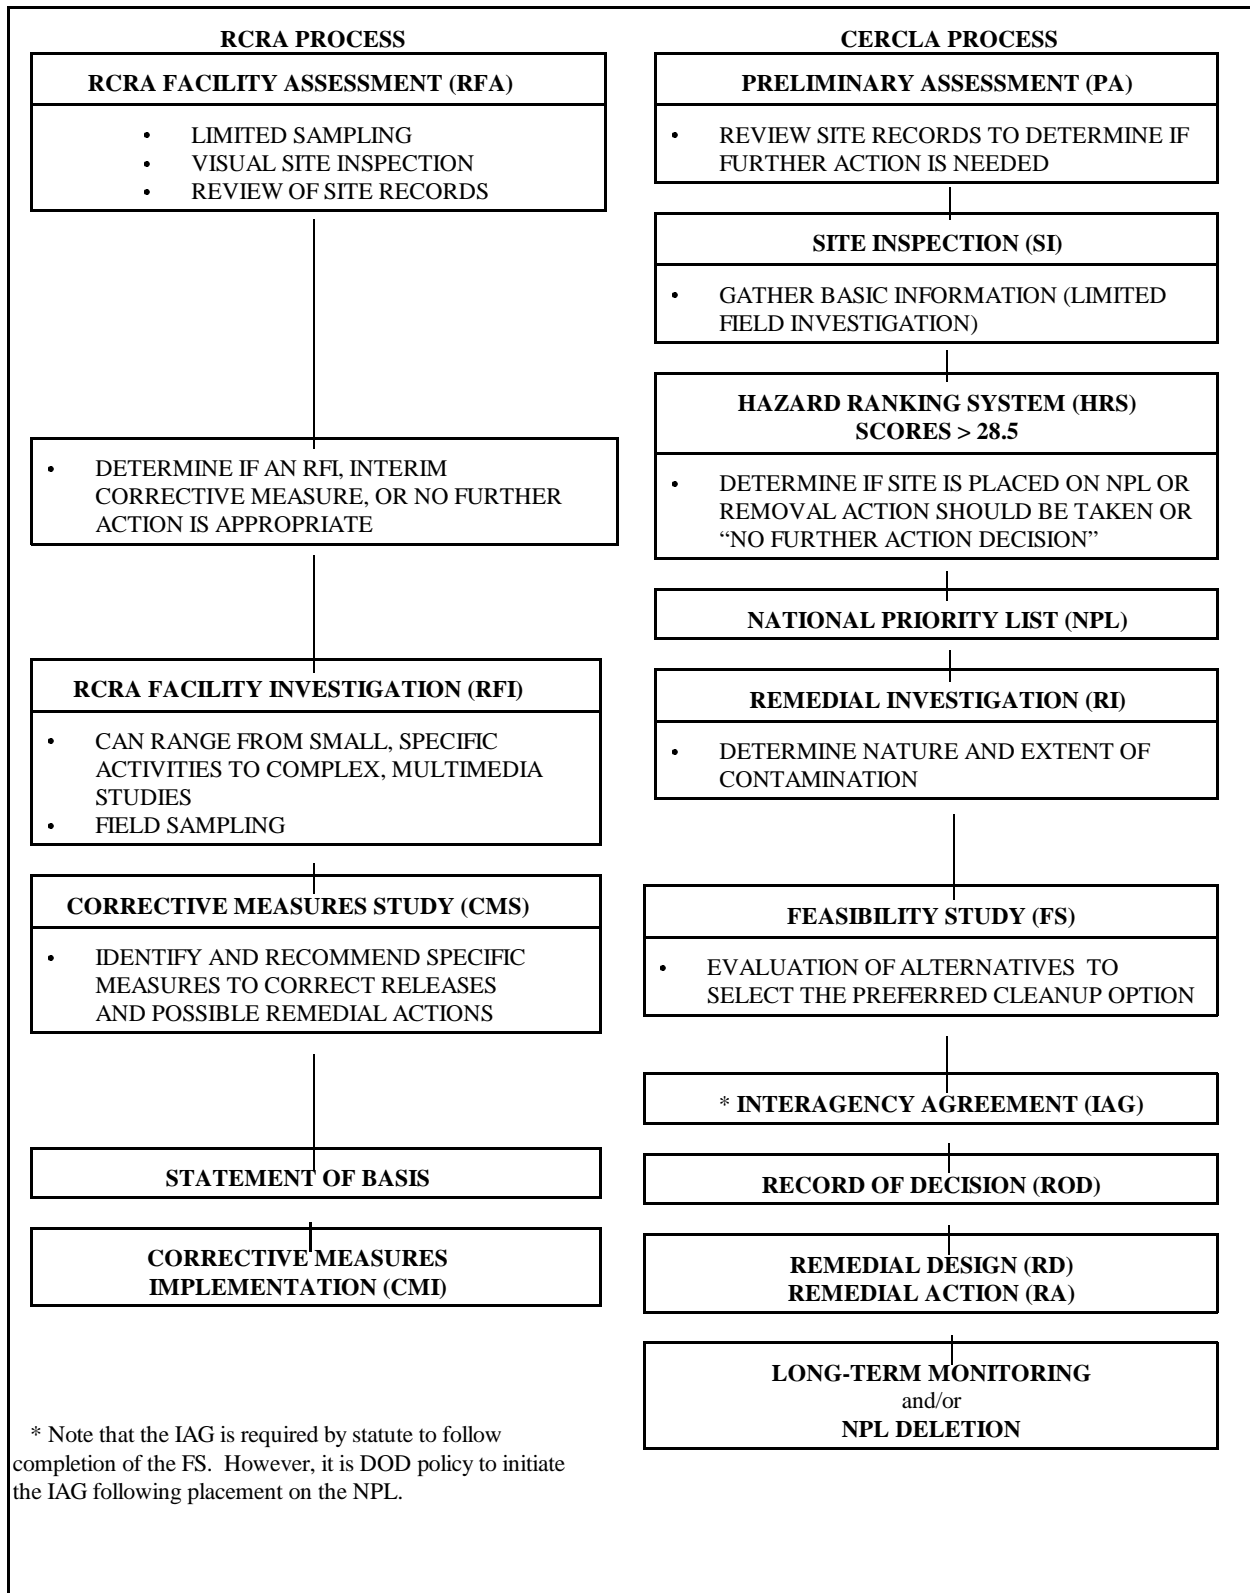 RCRA PROCESS
RCRA FACILITY ASSESSMENT (RFA)
• LIMITED SAMPLING
• VISUAL SITE INSPECTION
• REVIEW OF SITE RECORDS
• DETERMINE IF AN RFI, INTERIM
CORRECTIVE MEASURE, OR NO FURTHER
ACTION IS APPROPRIATE
RCRA FACILITY INVESTIGATION (RFI)
• CAN RANGE FROM SMALL, SPECIFIC
ACTIVITIES TO COMPLEX, MULTIMEDIA
STUDIES
• FIELD SAMPLING
CORRECTIVE MEASURES STUDY (CMS)
• IDENTIFY AND RECOMMEND SPECIFIC
MEASURES TO CORRECT RELEASES
AND POSSIBLE REMEDIAL ACTIONS
STATEMENT OF BASIS
CORRECTIVE MEASURES
IMPLEMENTATION (CMI)
CERCLA PROCESS
PRELIMINARY ASSESSMENT (PA)
• REVIEW SITE RECORDS TO DETERMINE IF
FURTHER ACTION IS NEEDED
SITE INSPECTION (SI)
• GATHER BASIC INFORMATION (LIMITED
FIELD INVESTIGATION)
HAZARD RANKING SYSTEM (HRS)
SCORES > 28.5
• DETERMINE IF SITE IS PLACED ON NPL OR
REMOVAL ACTION SHOULD BE TAKEN OR
“NO FURTHER ACTION DECISION”
NATIONAL PRIORITY LIST (NPL)
REMEDIAL INVESTIGATION (RI)
• DETERMINE NATURE AND EXTENT OF
CONTAMINATION
FEASIBILITY STUDY (FS)
• EVALUATION OF ALTERNATIVES TO
SELECT THE PREFERRED CLEANUP OPTION
* INTERAGENCY AGREEMENT (IAG)
RECORD OF DECISION (ROD)
REMEDIAL DESIGN (RD)
REMEDIAL ACTION (RA)
LONG-TERM MONITORING
and/or
NPL DELETION
* Note that the IAG is required by statute to follow
completion of the FS. However, it is DOD policy to initiate
the IAG following placement on the NPL.